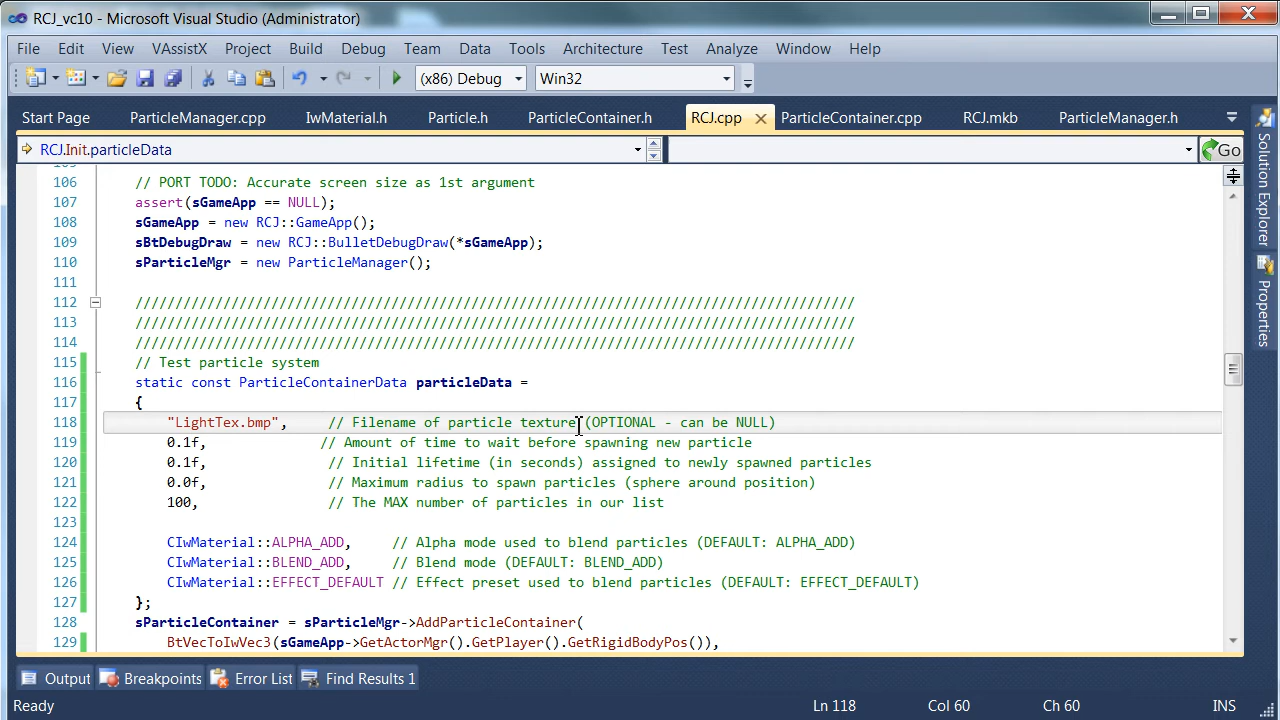 RCJ_vc10 - Microsoft Visual Studio (Administrator)
File Edit View VAssistX Project Build Debug Team Data Tools Architecture Test Analyze Window Help
(x86) Debug Win32
Start Page ParticleManager.cpp IwMaterial.h Particle.h ParticleContainer.h RCJ.cpp ParticleContainer.cpp RCJ.mkb ParticleManager.h
RCJ.Init.particleData Go
106 // PORT TODO: Accurate screen size as 1st argument
107 assert(sGameApp == NULL);
108 sGameApp = new RCJ::GameApp();
109 sBtDebugDraw = new RCJ::BulletDebugDraw(*sGameApp);
110 sParticleMgr = new ParticleManager();
111
112 //////////////////////////////////////////////////////////////////////////////////////////
113 //////////////////////////////////////////////////////////////////////////////////////////
114 //////////////////////////////////////////////////////////////////////////////////////////
115 // Test particle system
116 static const ParticleContainerData particleData =
117 {
118 "LightTex.bmp", // Filename of particle texture (OPTIONAL - can be NULL)
119 0.1f, // Amount of time to wait before spawning new particle
120 0.1f, // Initial lifetime (in seconds) assigned to newly spawned particles
121 0.0f, // Maximum radius to spawn particles (sphere around position)
122 100, // The MAX number of particles in our list
123
124 CIwMaterial::ALPHA_ADD, // Alpha mode used to blend particles (DEFAULT: ALPHA_ADD)
125 CIwMaterial::BLEND_ADD, // Blend mode (DEFAULT: BLEND_ADD)
126 CIwMaterial::EFFECT_DEFAULT // Effect preset used to blend particles (DEFAULT: EFFECT_DEFAULT)
127 };
128 sParticleContainer = sParticleMgr->AddParticleContainer(
129 BtVecToIwVec3(sGameApp->GetActorMgr().GetPlayer().GetRigidBodyPos()),
Solution Explorer
Properties
Output Breakpoints Error List Find Results 1
Ready Ln 118 Col 60 Ch 60 INS